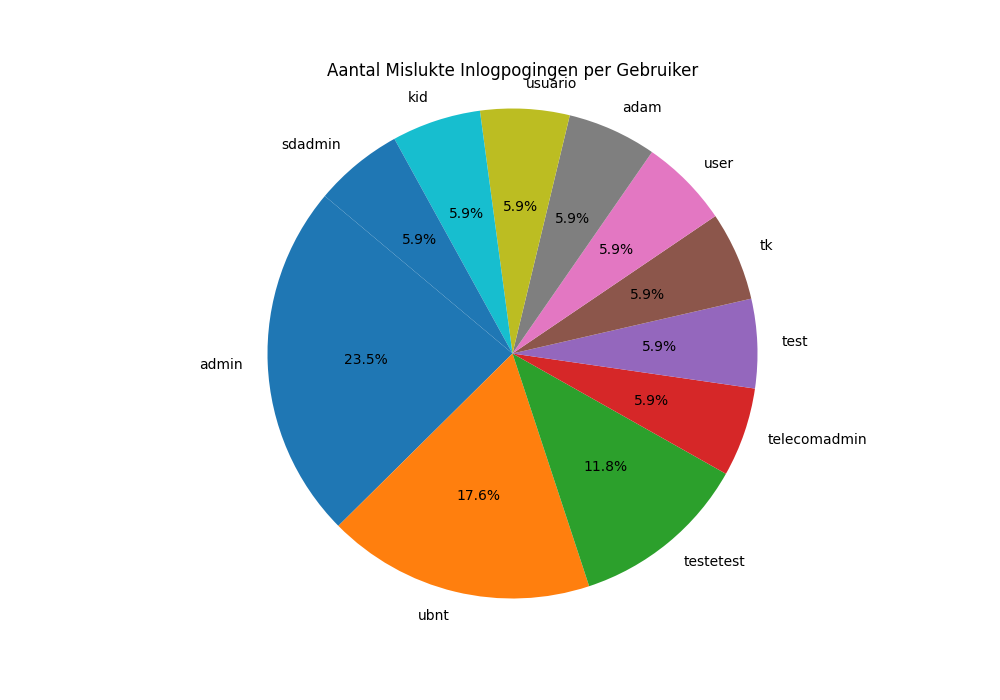 Aantal Mislukte Inlogpogingen per Gebruiker
usuario
kid
adam
sdadmin
user
5.9%
5.9%
5.9%
5.9%
5.9%
tk
5.9%
test
5.9%
admin
23.5%
5.9%
telecomadmin
11.8%
17.6%
testetest
ubnt